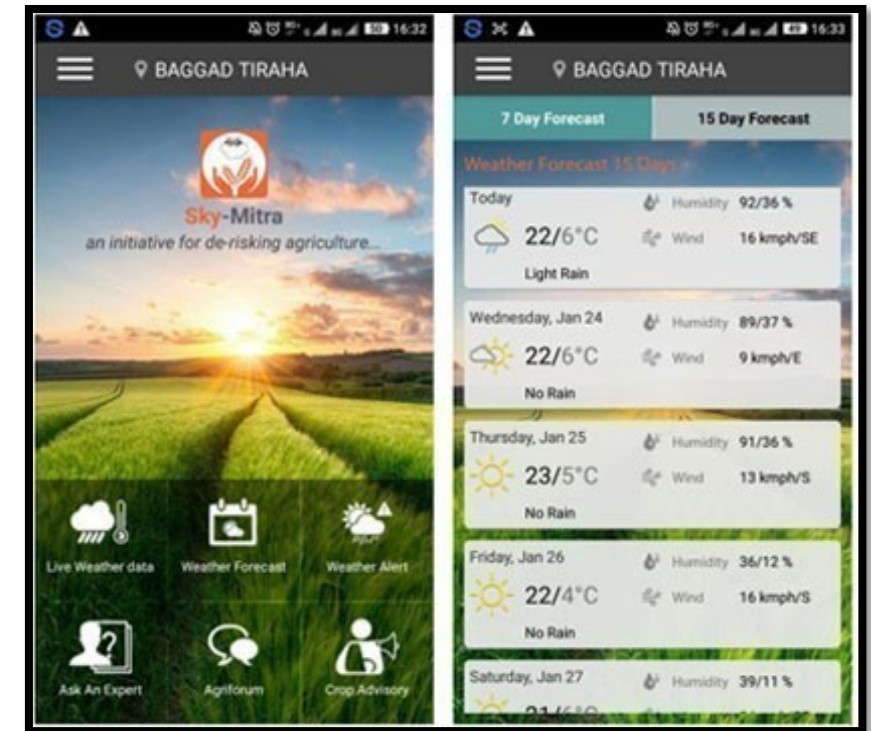 50 16:32
BAGGAD TIRAHA
Sky-Mitra
an initiative for de-risking agriculture...
Live Weather data
Weather Forecast
Weather Alert
Ask An Expert
Agriforum
Crop Advisory
49 16:33
BAGGAD TIRAHA
7 Day Forecast
15 Day Forecast
Weather Forecast 15 Days
Today
Humidity 92/36 %
22/6°C
Wind 16 kmph/SE
Light Rain
Wednesday, Jan 24
Humidity 89/37 %
22/6°C
Wind 9 kmph/E
No Rain
Thursday, Jan 25
Humidity 91/36 %
23/5°C
Wind 13 kmph/S
No Rain
Friday, Jan 26
Humidity 36/12 %
22/4°C
Wind 16 kmph/S
No Rain
Saturday, Jan 27
Humidity 39/11 %